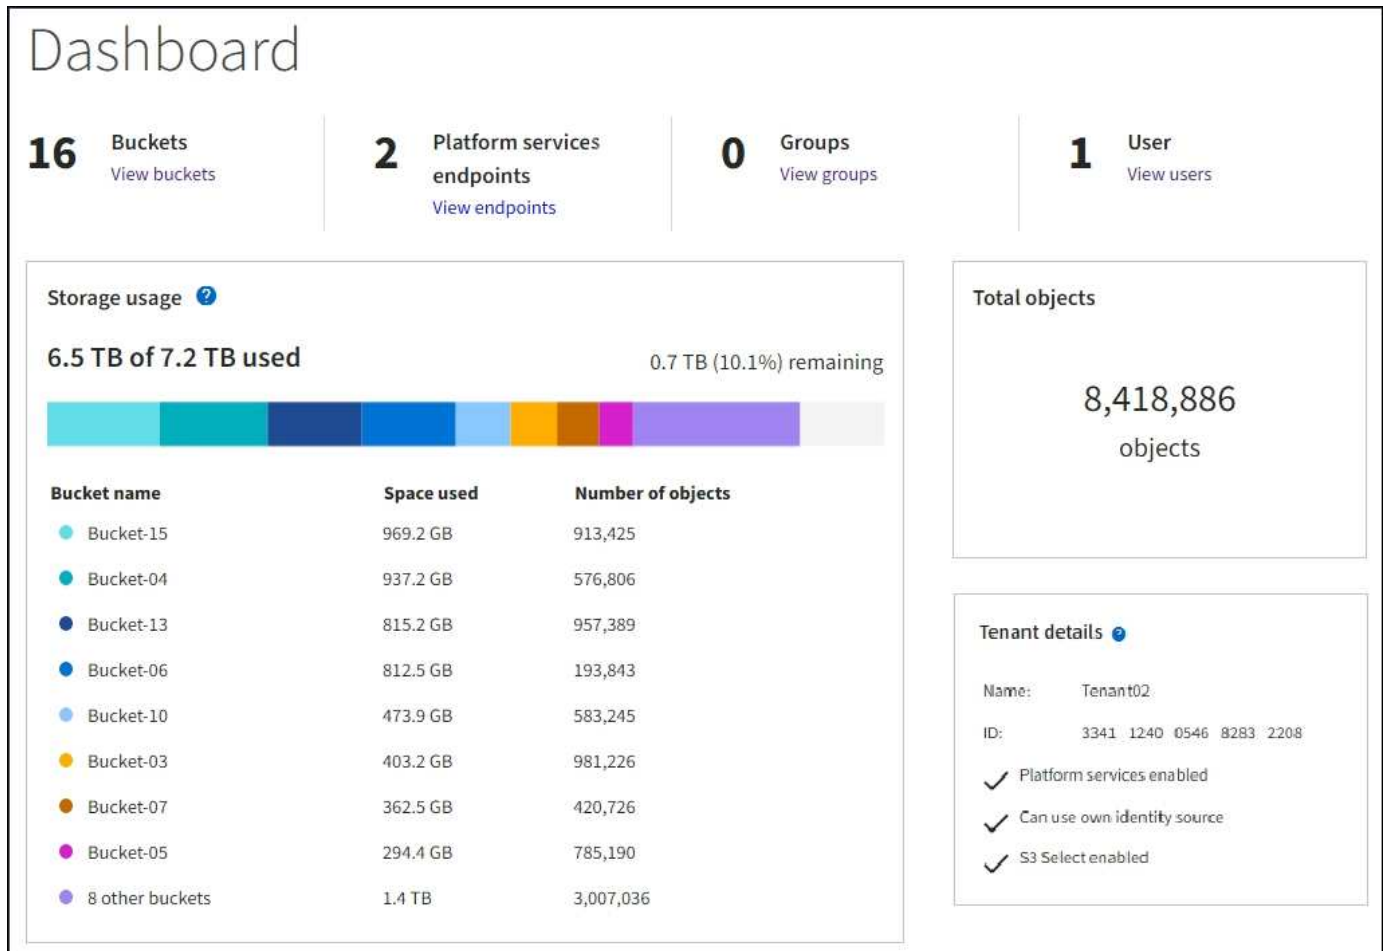 Dashboard
16 Buckets
View buckets
2 Platform services
endpoints
View endpoints
0 Groups
View groups
1 User
View users
Storage usage ?
6.5 TB of 7.2 TB used
0.7 TB (10.1%) remaining
Bucket name Space used Number of objects
Bucket-15 969.2 GB 913,425
Bucket-04 937.2 GB 576,806
Bucket-13 815.2 GB 957,389
Bucket-06 812.5 GB 193,843
Bucket-10 473.9 GB 583,245
Bucket-03 403.2 GB 981,226
Bucket-07 362.5 GB 420,726
Bucket-05 294.4 GB 785,190
8 other buckets 1.4 TB 3,007,036
Total objects
8,418,886
objects
Tenant details ?
Name: Tenant02
ID: 3341 1240 0546 8283 2208
Platform services enabled
Can use own identity source
S3 Select enabled